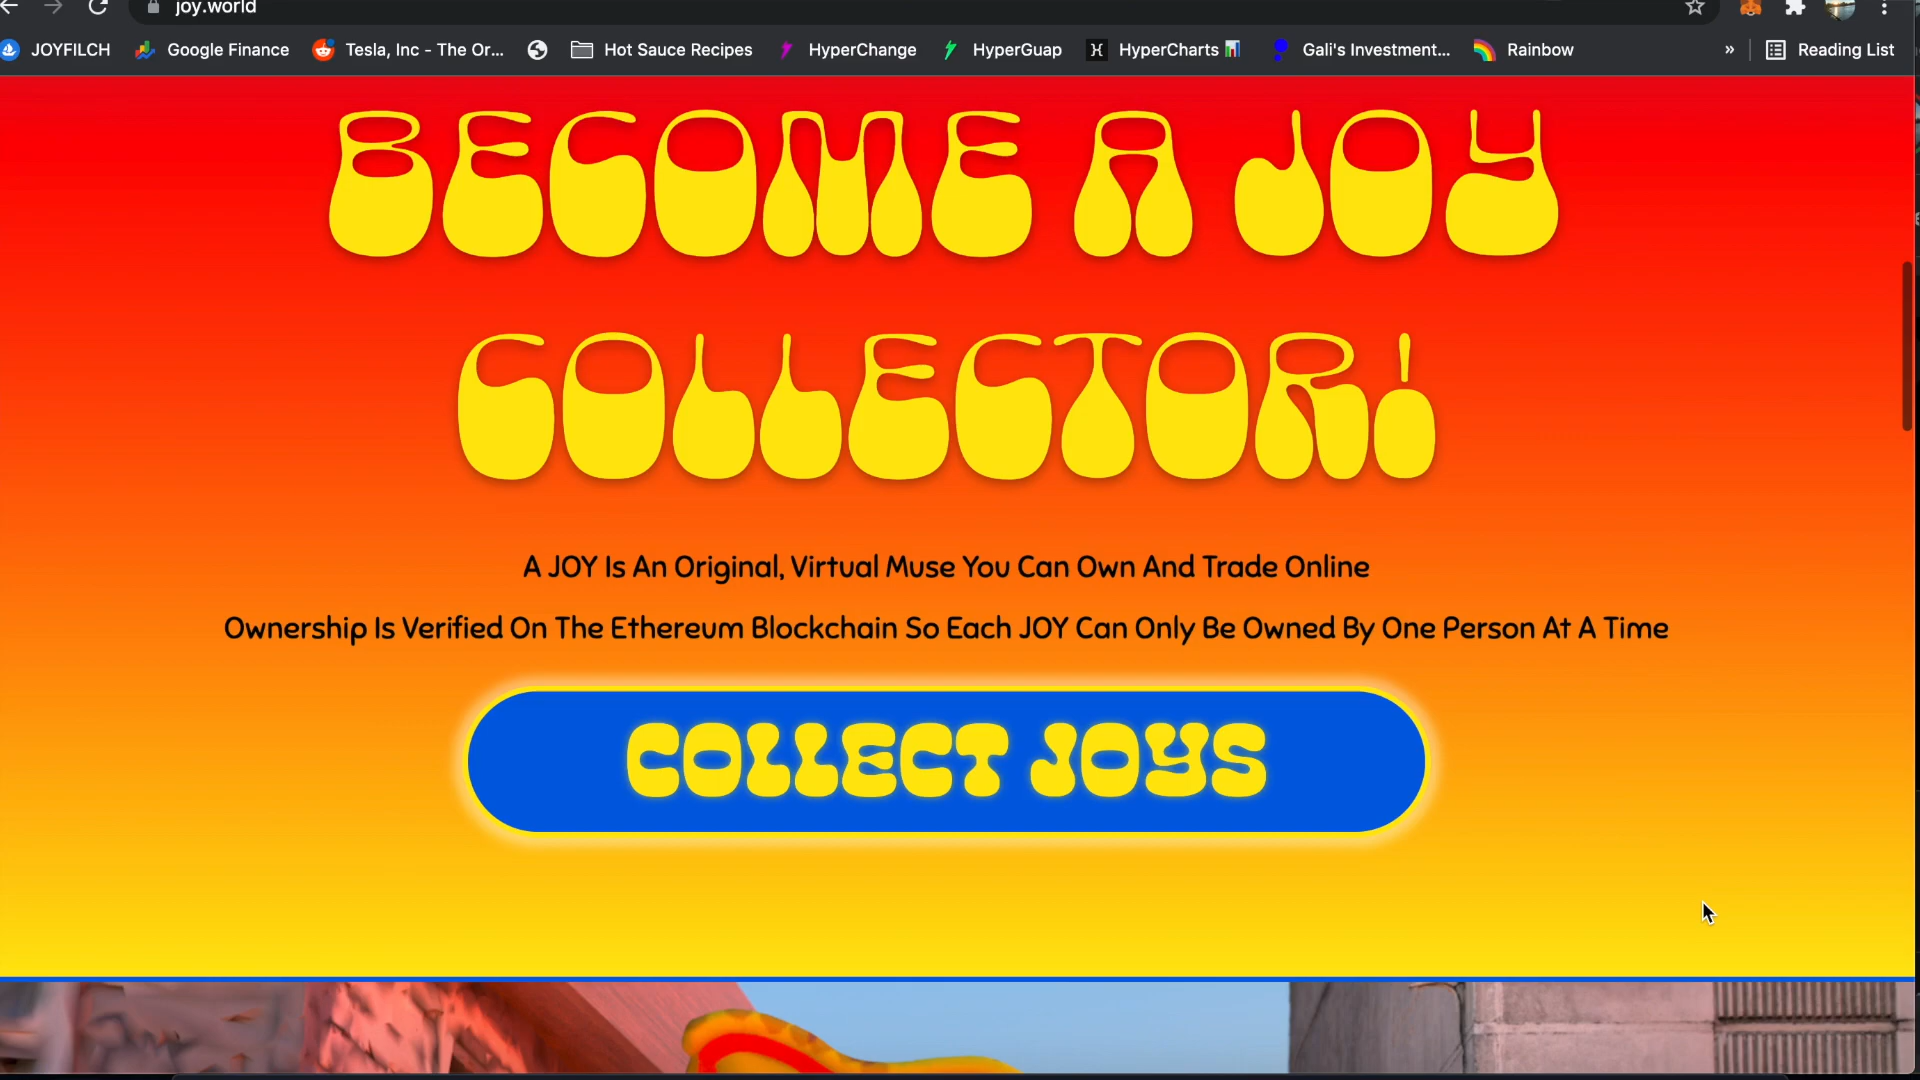 joy.world
JOYFILCH Google Finance Tesla, Inc - The Or... Hot Sauce Recipes HyperChange HyperGuap HyperCharts Gali's Investment... Rainbow » Reading List
BECOME A JOY
COLLECTOR!
A JOY Is An Original, Virtual Muse You Can Own And Trade Online
Ownership Is Verified On The Ethereum Blockchain So Each JOY Can Only Be Owned By One Person At A Time
COLLECT JOYS